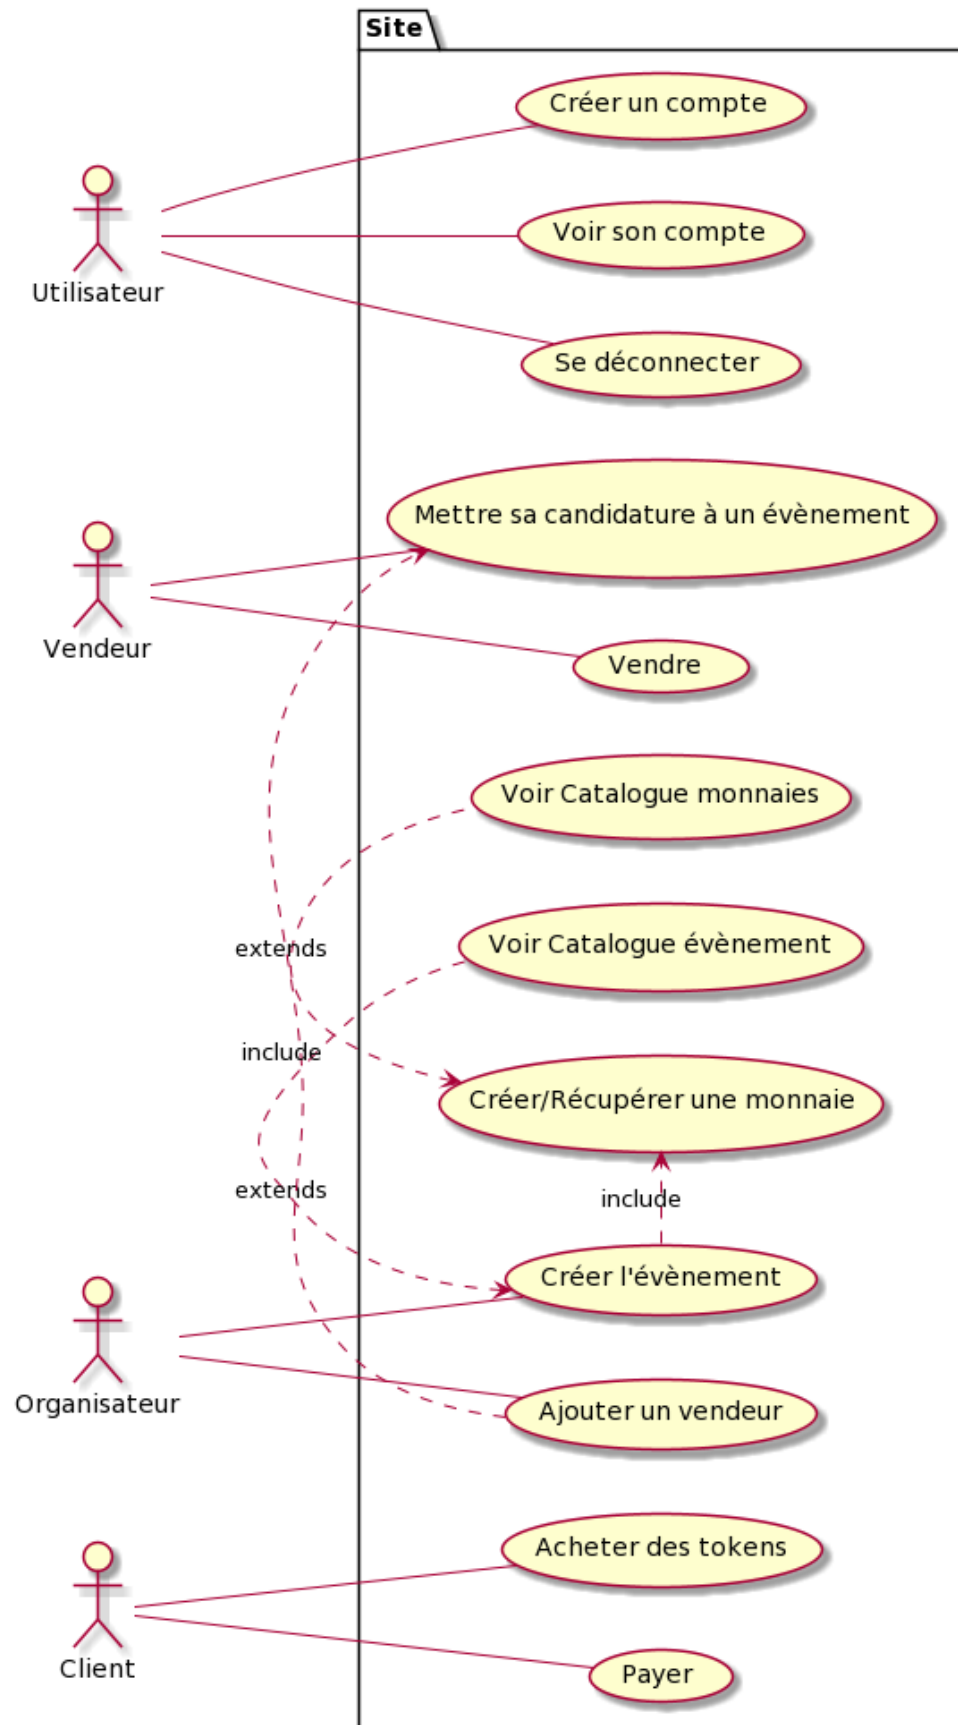 Site
Créer un compte
Voir son compte
Utilisateur
Se déconnecter
Mettre sa candidature à un évènement
Vendeur
Vendre
Voir Catalogue monnaies
extends
Voir Catalogue évènement
include
Créer/Récupérer une monnaie
extends
include
Créer l'évènement
Organisateur
Ajouter un vendeur
Acheter des tokens
Client
Payer